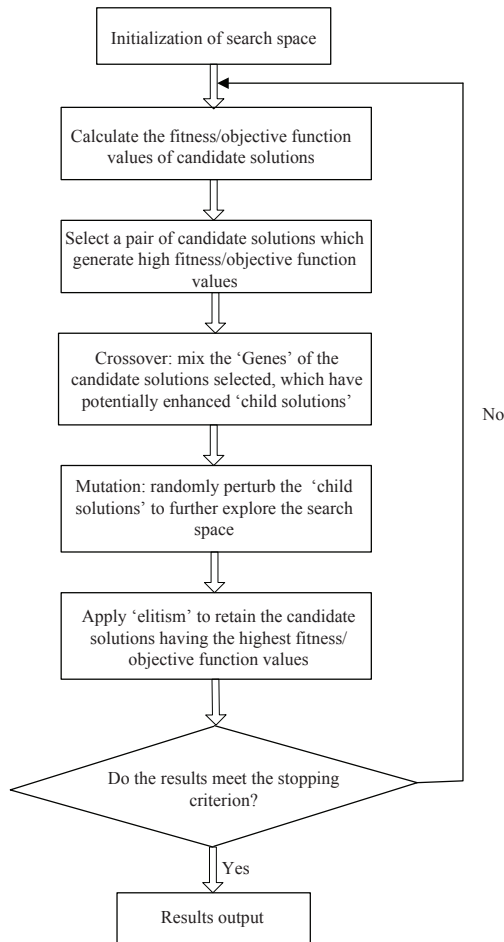 Initialization of search space
Calculate the fitness/objective function
values of candidate solutions
Select a pair of candidate solutions which
generate high fitness/objective function
values
Crossover: mix the ‘Genes’ of the
candidate solutions selected, which have
potentially enhanced ‘child solutions’
No
Mutation: randomly perturb the ‘child
solutions’ to further explore the search
space
Apply ‘elitism’ to retain the candidate
solutions having the highest fitness/
objective function values
Do the results meet the stopping
criterion?
Yes
Results output